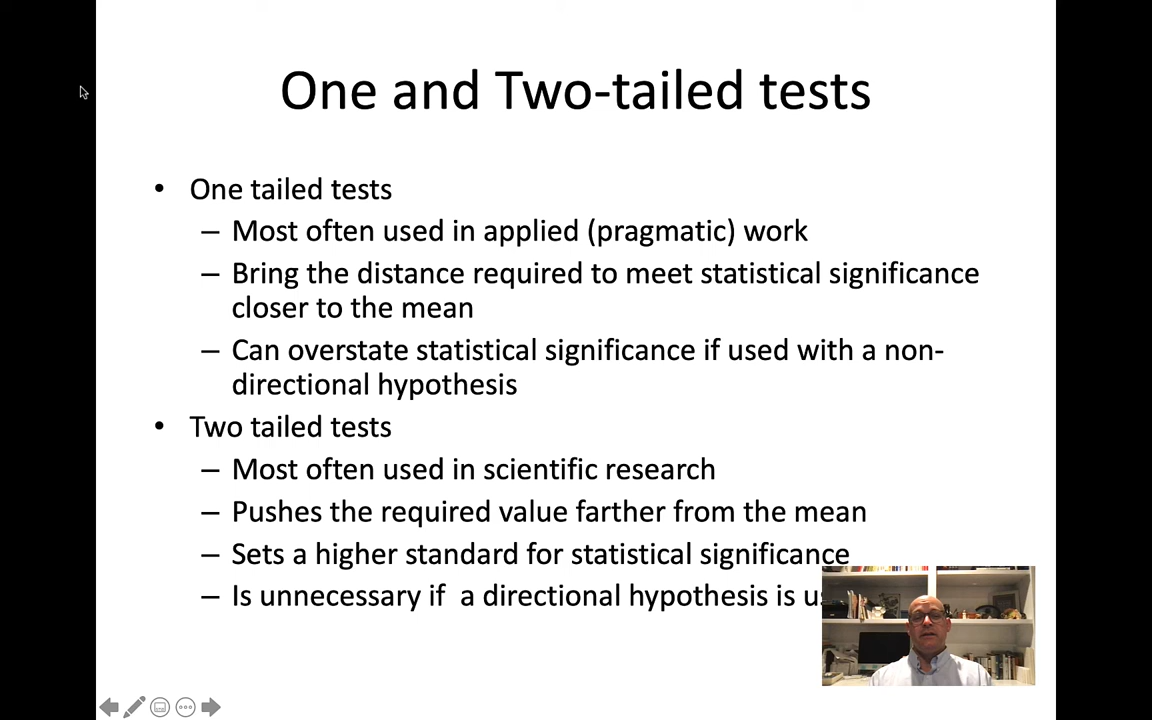 One and Two-tailed tests
• One tailed tests
– Most often used in applied (pragmatic) work
– Bring the distance required to meet statistical significance
closer to the mean
– Can overstate statistical significance if used with a non-
directional hypothesis
• Two tailed tests
– Most often used in scientific research
– Pushes the required value farther from the mean
– Sets a higher standard for statistical significance
– Is unnecessary if a directional hypothesis is